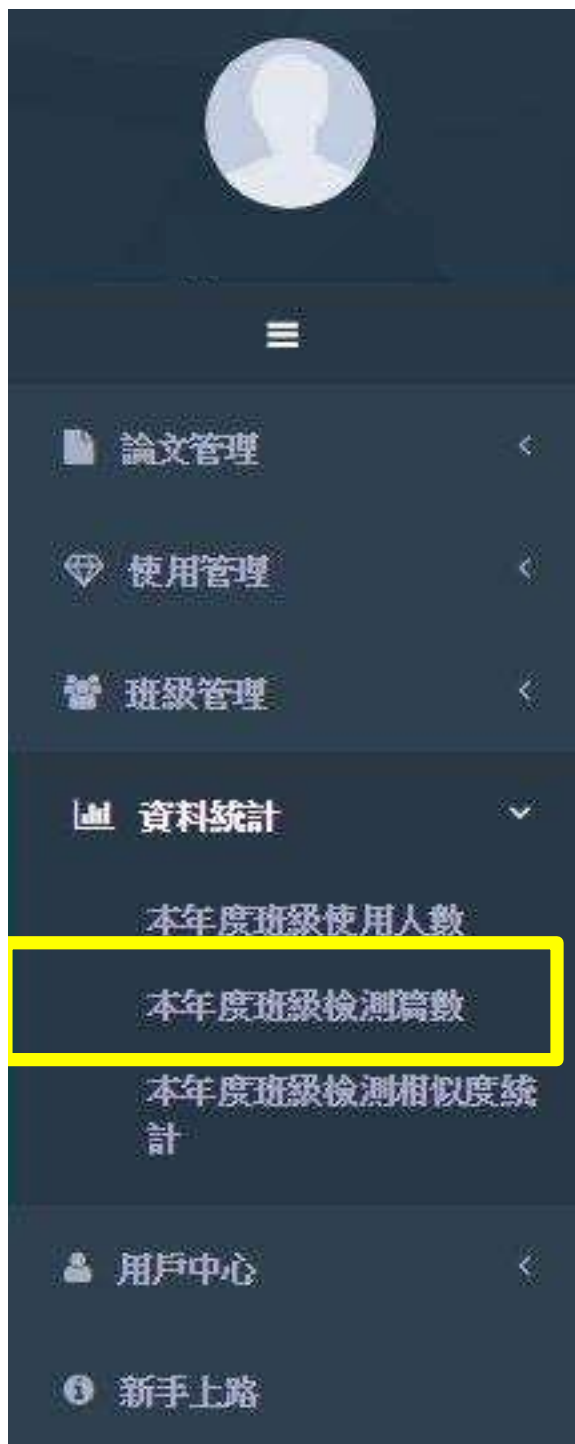 論文管理
使用管理
班級管理
資料統計
本年度班級使用人數
本年度班級檢測篇數
本年度班級檢測相似度統
計
用戶中心
新手上路